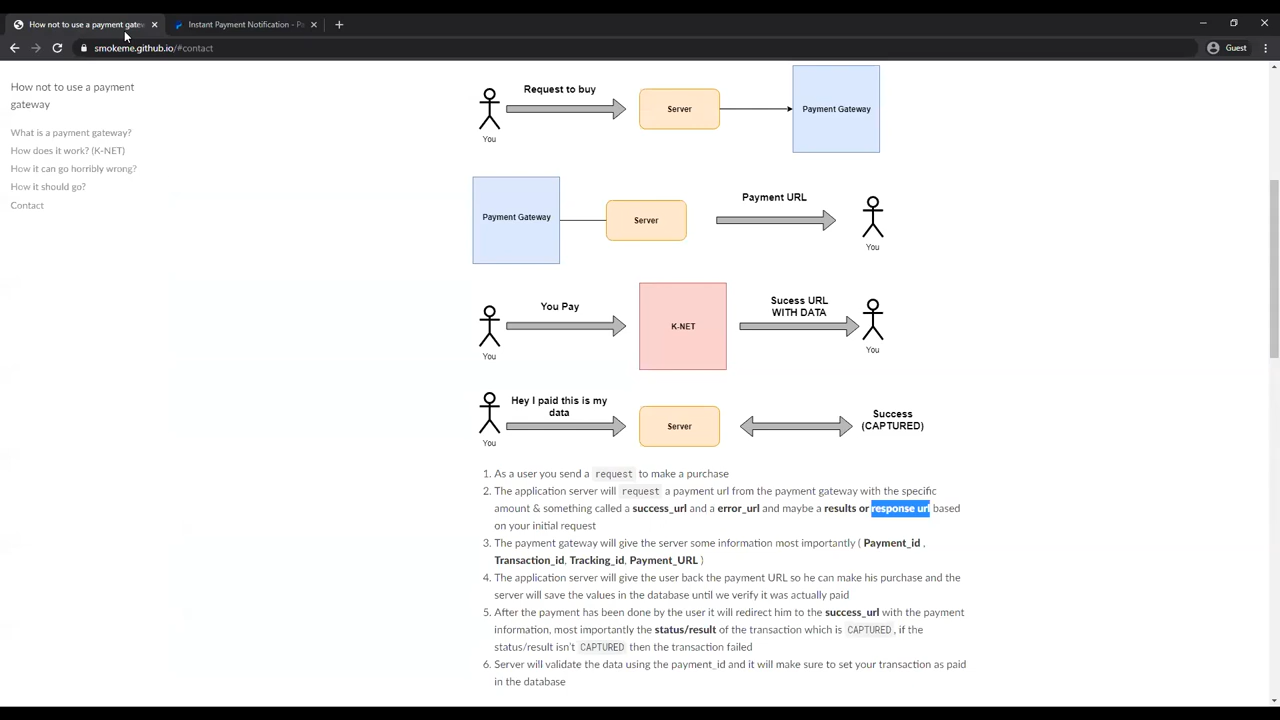 How not to use a payment gatew
Instant Payment Notification - Pa
smokeme.github.io/#contact
Guest
How not to use a payment
gateway
What is a payment gateway?
How does it work? (K-NET)
How it can go horribly wrong?
How it should go?
Contact
Request to buy
You
Server
Payment Gateway
Payment Gateway
Server
Payment URL
You
You Pay
You
K-NET
Sucess URL
WITH DATA
You
Hey I paid this is my
data
You
Server
Success
(CAPTURED)
1. As a user you send a request to make a purchase
2. The application server will request a payment url from the payment gateway with the specific
amount & something called a success_url and a error_url and maybe a results or response url based
on your initial request
3. The payment gateway will give the server some information most importantly ( Payment_id ,
Transaction_id, Tracking_id, Payment_URL )
4. The application server will give the user back the payment URL so he can make his purchase and the
server will save the values in the database until we verify it was actually paid
5. After the payment has been done by the user it will redirect him to the success_url with the payment
information, most importantly the status/result of the transaction which is CAPTURED , if the
status/result isn't CAPTURED then the transaction failed
6. Server will validate the data using the payment_id and it will make sure to set your transaction as paid
in the database